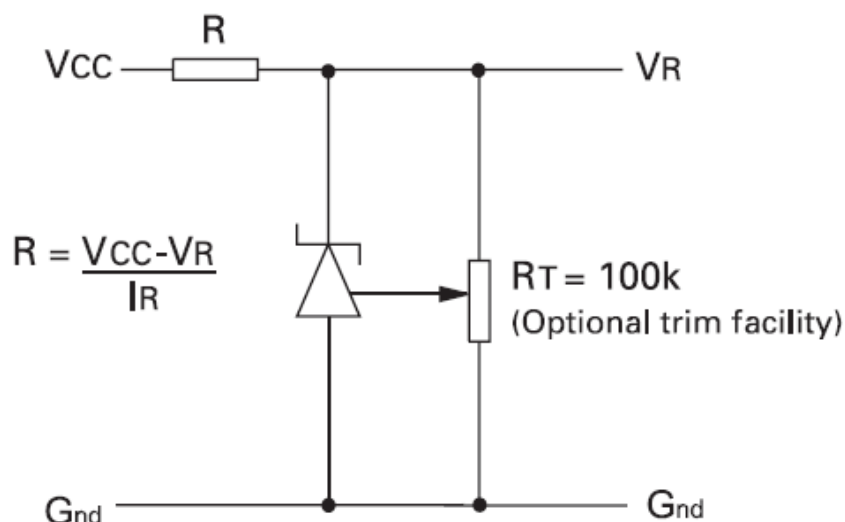 R
VCC
VR
R = VCC-VR
IR
RT = 100k
(Optional trim facility)
Gnd
Gnd